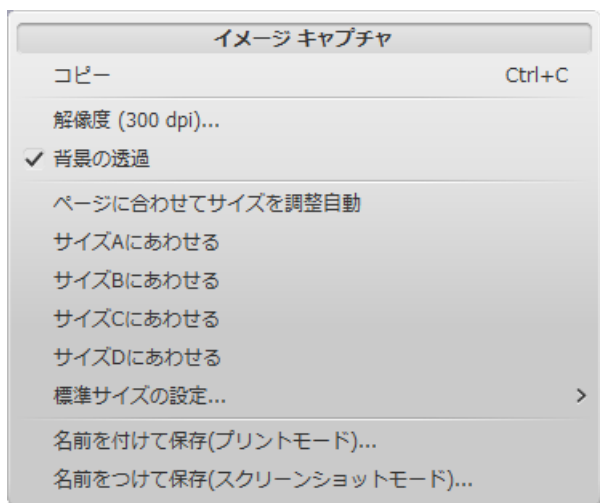 イメージ キャプチャ
コピー Ctrl+C
解像度 (300 dpi)...
背景の透過
ページに合わせてサイズを調整自動
サイズAにあわせる
サイズBにあわせる
サイズCにあわせる
サイズDにあわせる
標準サイズの設定...
名前を付けて保存(プリントモード)...
名前をつけて保存(スクリーンショットモード)...